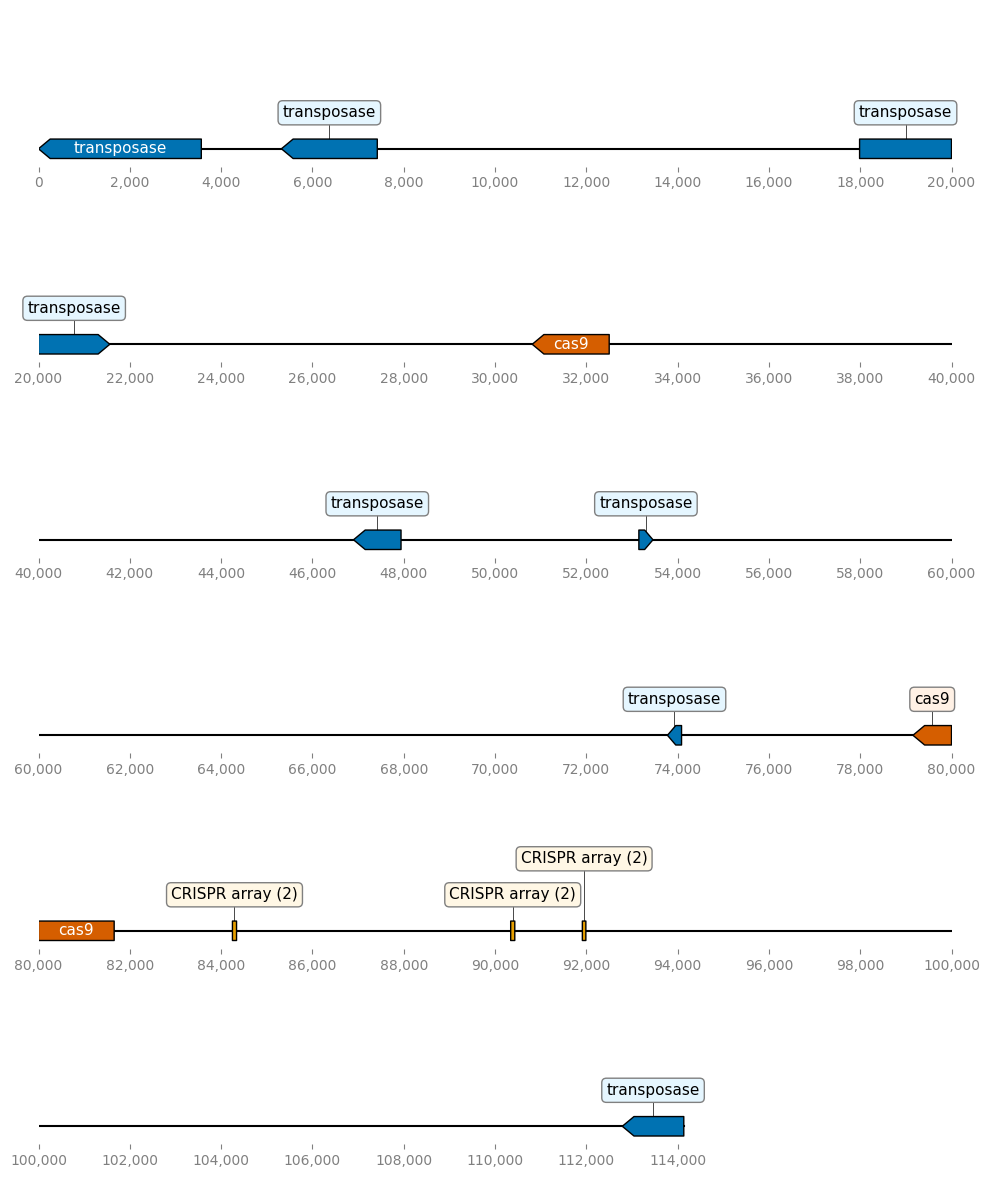 transposase transposase
transposase
0 2,000 4,000 6,000 8,000 10,000 12,000 14,000 16,000 18,000 20,000
transposase
cas9
20,000 22,000 24,000 26,000 28,000 30,000 32,000 34,000 36,000 38,000 40,000
transposase transposase
40,000 42,000 44,000 46,000 48,000 50,000 52,000 54,000 56,000 58,000 60,000
transposase cas9
60,000 62,000 64,000 66,000 68,000 70,000 72,000 74,000 76,000 78,000 80,000
CRISPR array (2)
CRISPR array (2) CRISPR array (2)
cas9
80,000 82,000 84,000 86,000 88,000 90,000 92,000 94,000 96,000 98,000 100,000
transposase
100,000 102,000 104,000 106,000 108,000 110,000 112,000 114,000